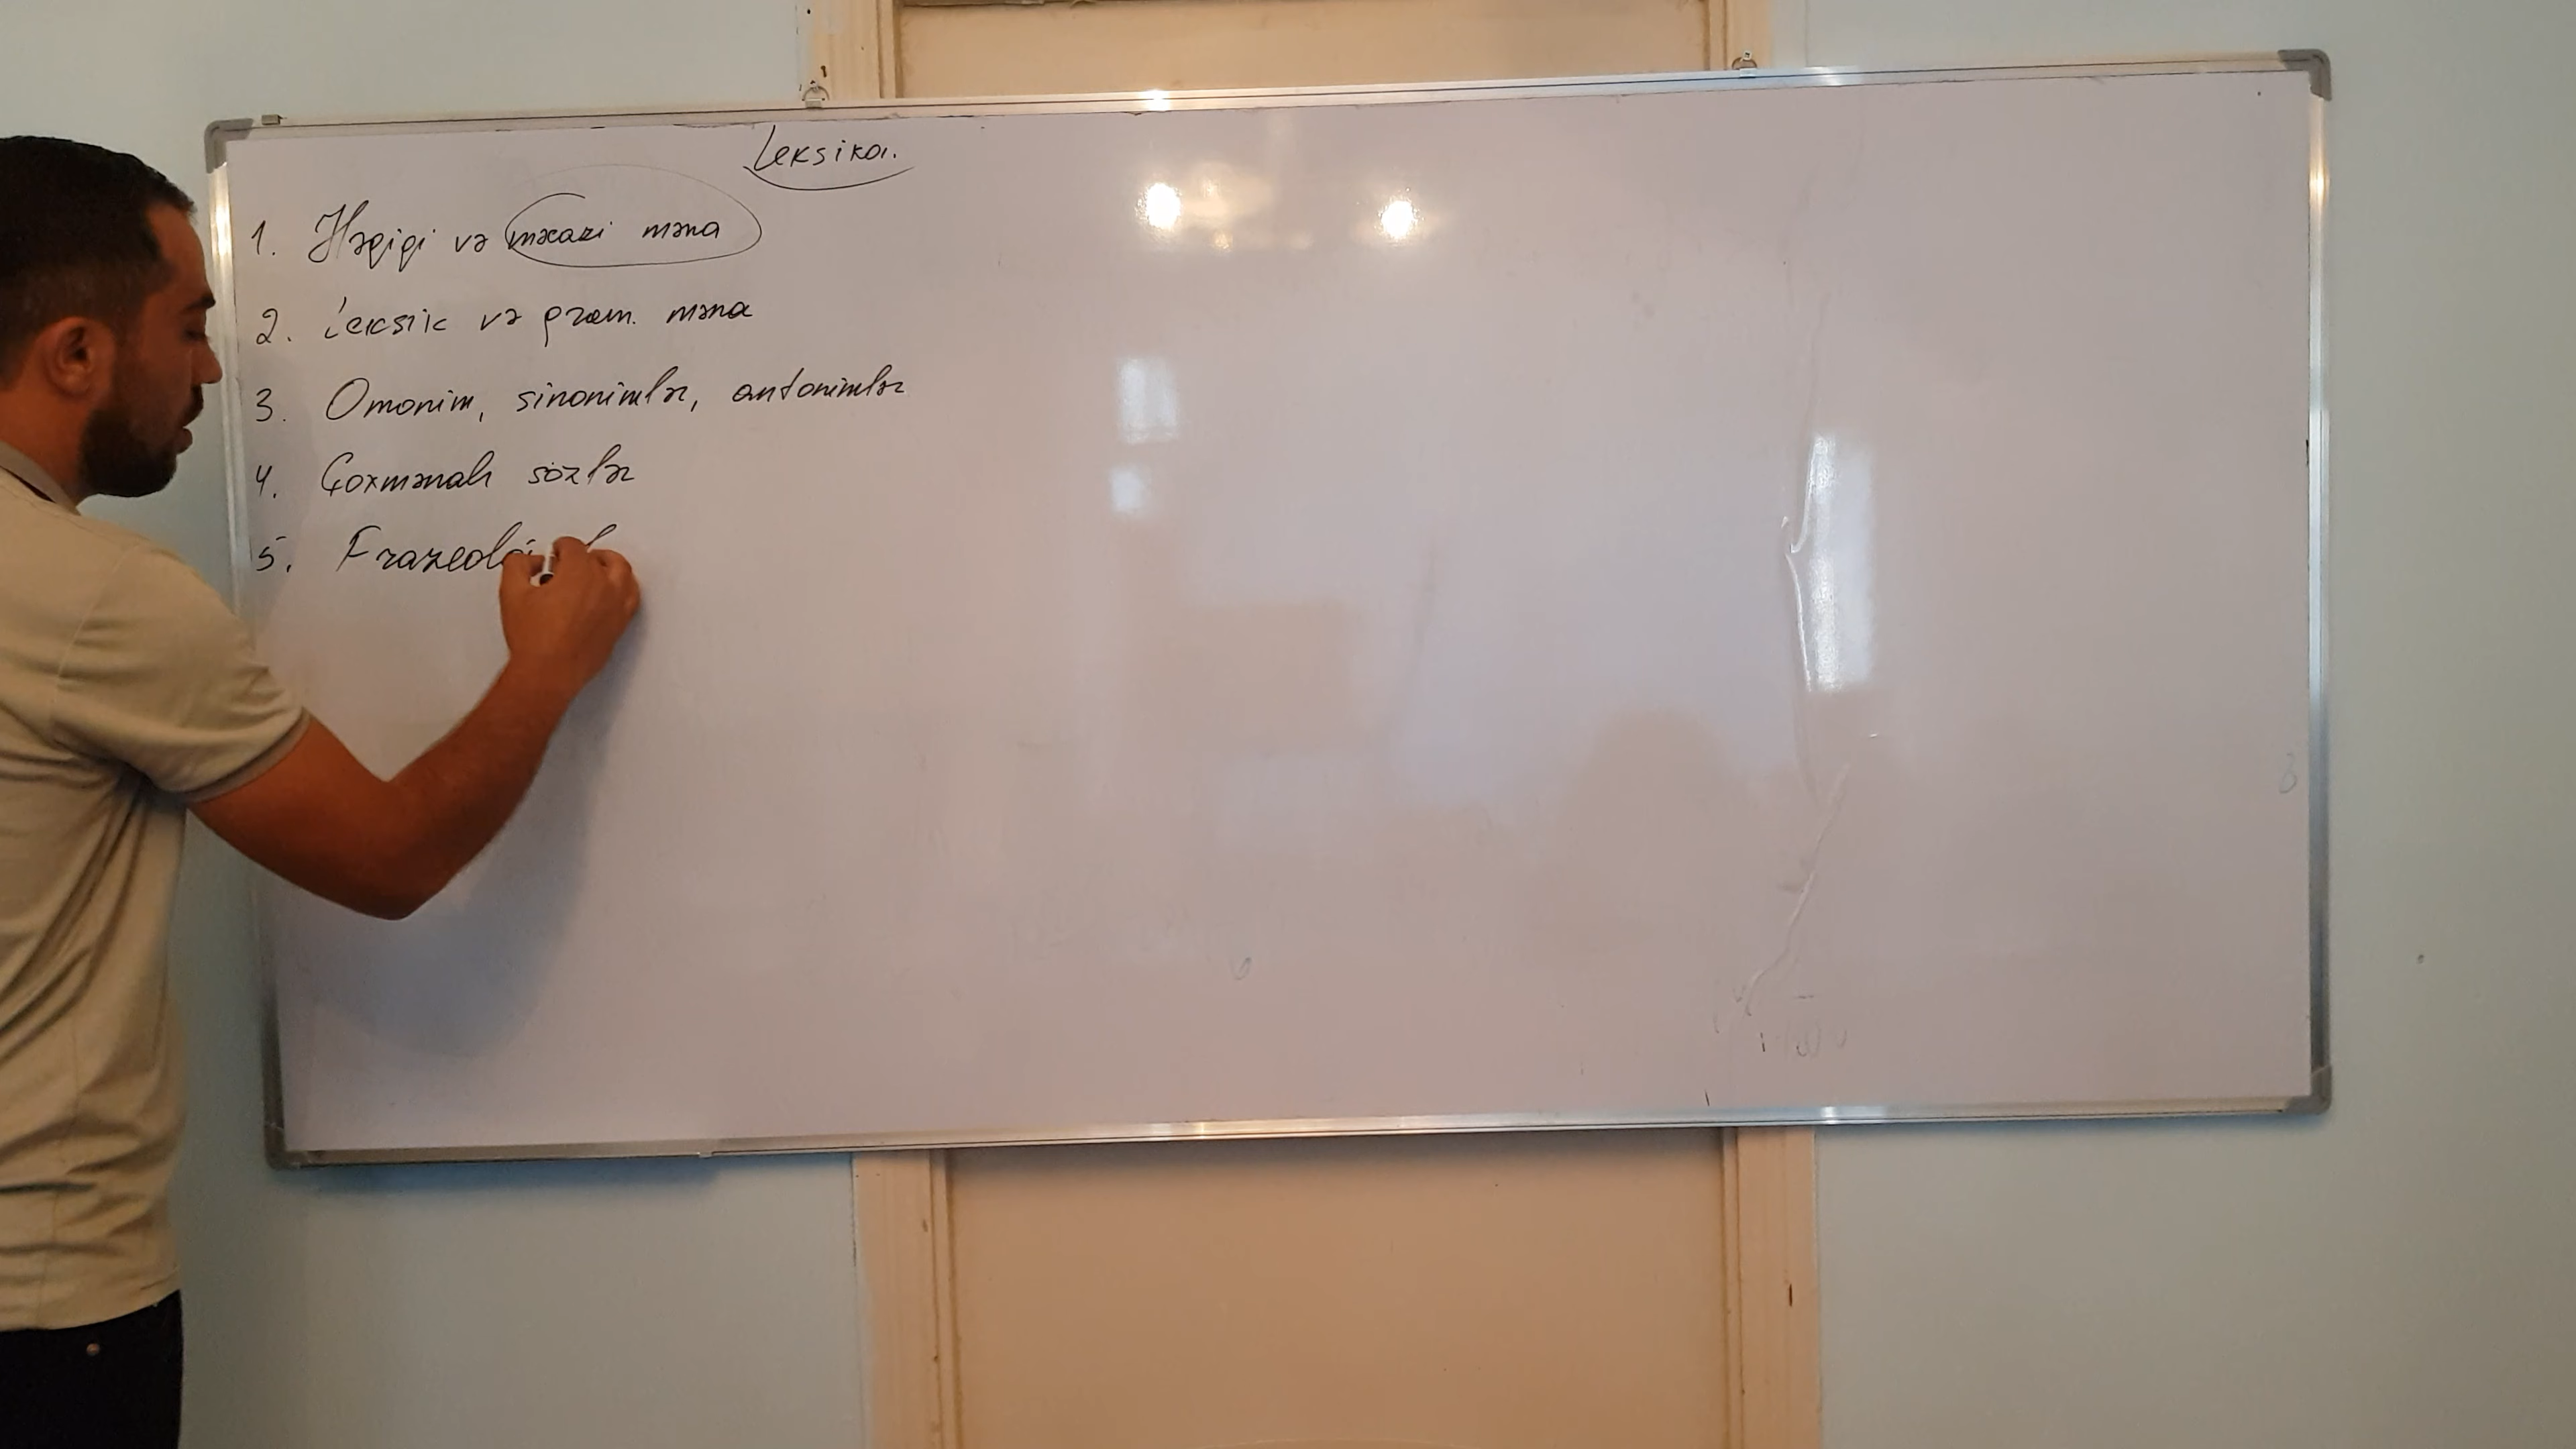 Leksika.
1. Həqiqi və məcazi məna
2. Leksik və qram. məna
3. Omonim, sinonimlər, antonimlər
4. Çoxmənalı sözlər
5.